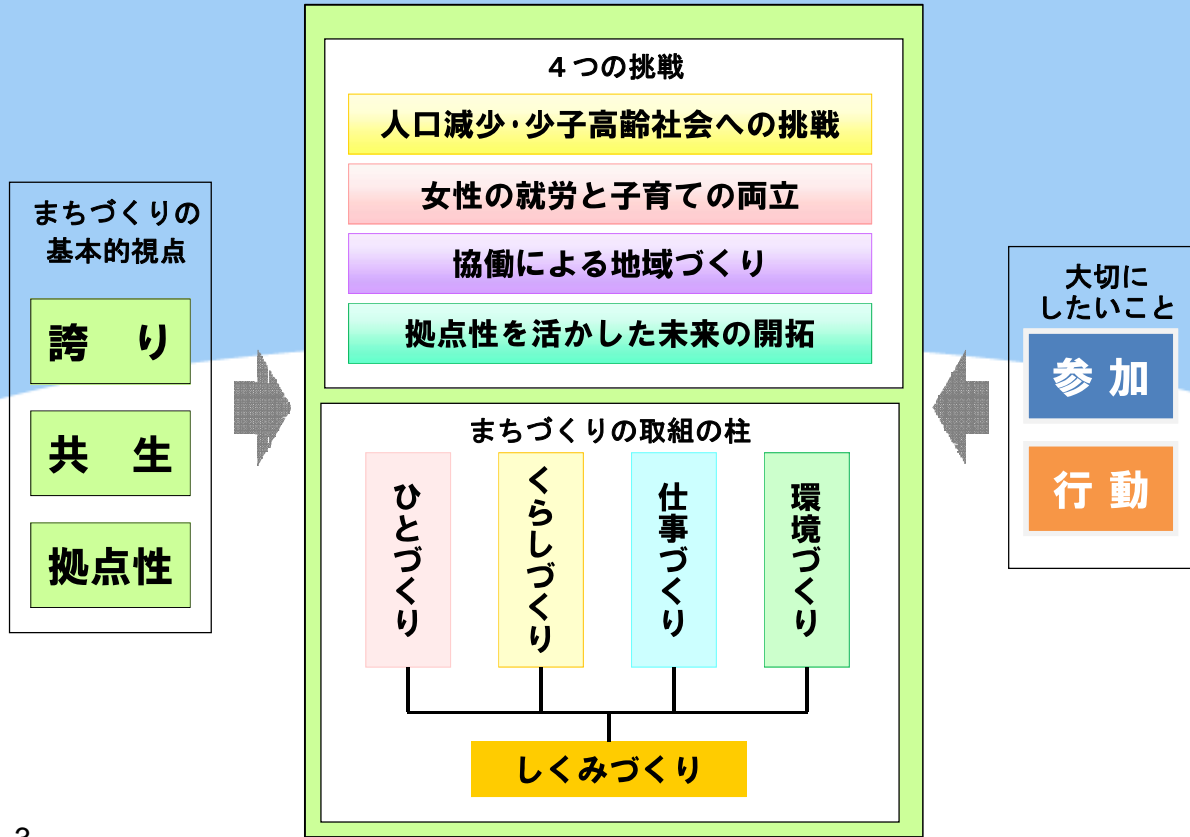 4つの挑戦
人口減少・少子高齢社会への挑戦
女性の就労と子育ての両立
協働による地域づくり
拠点性を活かした未来の開拓
まちづくりの
基本的視点
誇 り
共 生
拠点性
大切に
したいこと
参 加
行 動
まちづくりの取組の柱
ひとづくり
くらしづくり
仕事づくり
環境づくり
しくみづくり